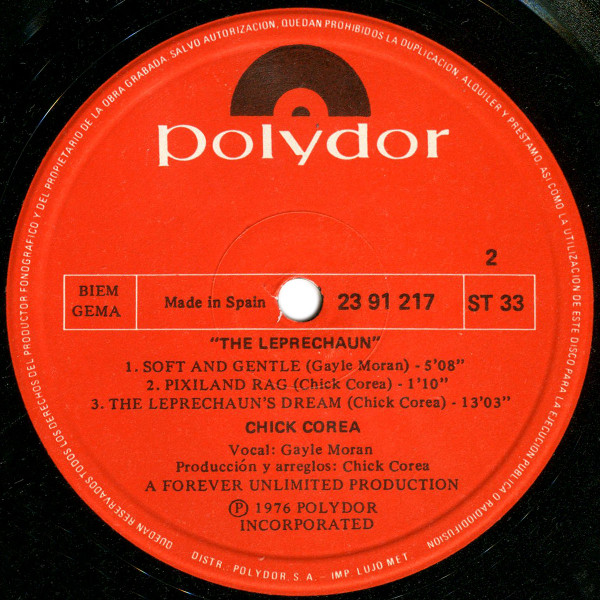 QUEDAN RESERVADOS TODOS LOS DERECHOS DEL PRODUCTOR FONOGRAFICO Y DEL PROPIETARIO DE LA OBRA GRABADA. SALVO AUTORIZACION, QUEDAN PROHIBIDOS LA DUPLICACION, ALQUILER Y PRESTAMO, ASI COMO LA UTILIZACION DE ESTE DISCO PARA LA EJECUCION PUBLICA O RADIODIFUSION
polydor
2
BIEM
GEMA
Made in Spain
23 91 217
ST 33
"THE LEPRECHAUN"
1. SOFT AND GENTLE (Gayle Moran) - 5'08"
2. PIXILAND RAG (Chick Corea) - 1'10"
3. THE LEPRECHAUN'S DREAM (Chick Corea) - 13'03"
CHICK COREA
Vocal: Gayle Moran
Producción y arreglos: Chick Corea
A FOREVER UNLIMITED PRODUCTION
Ⓟ 1976 POLYDOR
INCORPORATED
DISTR.: POLYDOR, S. A. – IMP. LUJO MET.